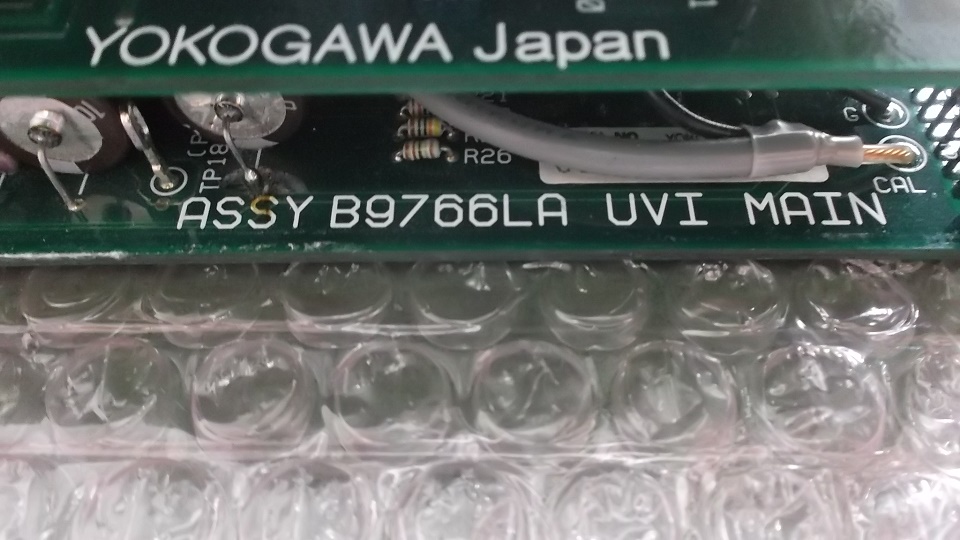 YOKOGAWA Japan
G
R26
TP18
CAL
ASSY B9766LA UVI MAIN